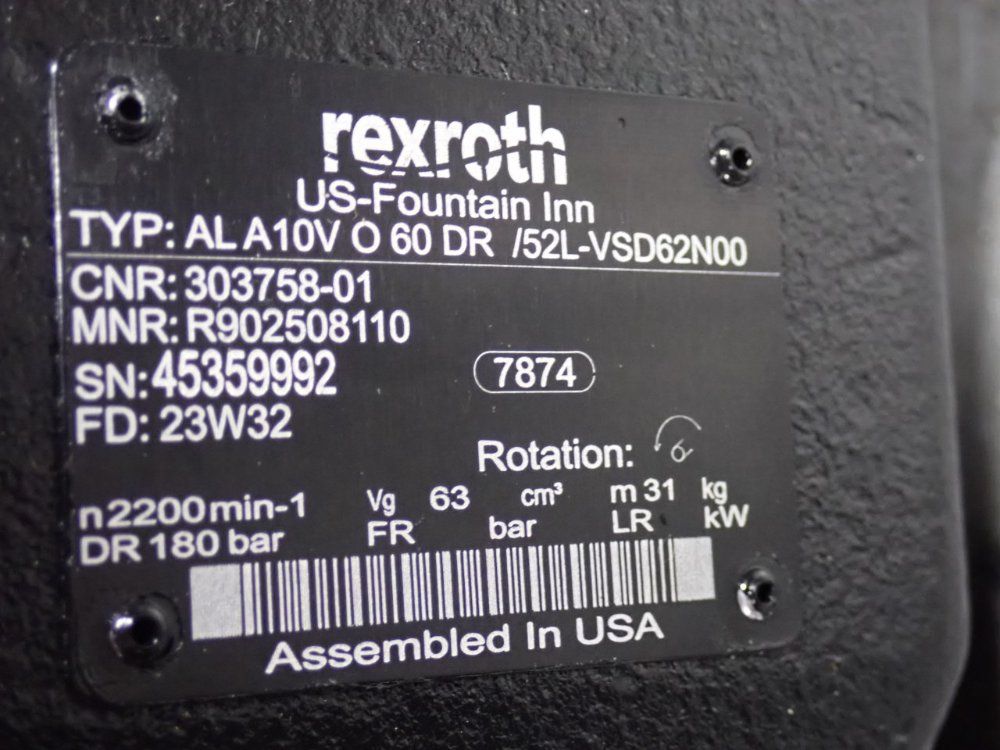 rexroth
US-Fountain Inn
TYP: AL A10V O 60 DR /52L-VSD62N00
CNR: 303758-01
MNR: R902508110
SN: 45359992 7874
FD: 23W32
Rotation:
n 2200 min-1 Vg 63 cm³ m 31 kg
DR 180 bar FR bar LR kW
Assembled In USA